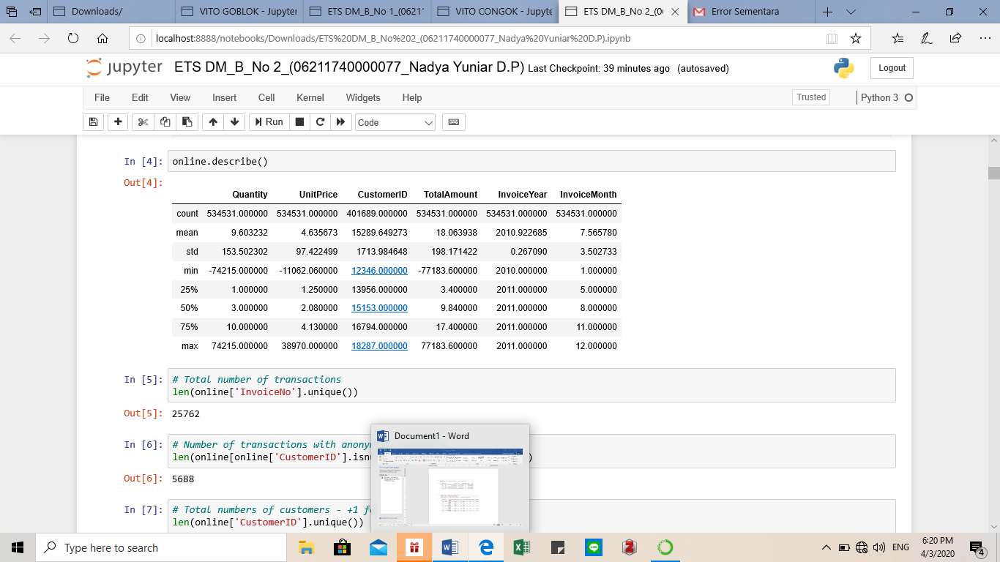 Downloads/ VITO GOBLOK - Jupyter ETS DM_B_No 1_(0621 VITO CONGOK - Jupyte ETS DM_B_No 2_(0 Error Sementara
localhost:8888/notebooks/Downloads/ETS%20DM_B_No%202_(06211740000077_Nadya%20Yuniar%20D.P).ipynb
jupyter ETS DM_B_No 2_(06211740000077_Nadya Yuniar D.P) Last Checkpoint: 39 minutes ago (autosaved) Logout
File Edit View Insert Cell Kernel Widgets Help Trusted Python 3
Run Code
In [4]: online.describe()
Out[4]:
Quantity UnitPrice CustomerID TotalAmount InvoiceYear InvoiceMonth
count 534531.000000 534531.000000 401689.000000 534531.000000 534531.000000 534531.000000
mean 9.603232 4.635673 15289.649273 18.063938 2010.922685 7.565780
std 153.502302 97.422499 1713.984648 198.171422 0.267090 3.502733
min -74215.000000 -11062.060000 12346.000000 -77183.600000 2010.000000 1.000000
25% 1.000000 1.250000 13956.000000 3.400000 2011.000000 5.000000
50% 3.000000 2.080000 15153.000000 9.840000 2011.000000 8.000000
75% 10.000000 4.130000 16794.000000 17.400000 2011.000000 11.000000
max 74215.000000 38970.000000 18287.000000 77183.600000 2011.000000 12.000000
In [5]: # Total number of transactions
len(online['InvoiceNo'].unique())
Out[5]: 25762
In [6]: # Number of transactions with anony
len(online[online['CustomerID'].isn )
Out[6]: 5688
Document1 - Word
In [7]: # Total numbers of customers - +1 f
len(online['CustomerID'].unique())
Type here to search ENG 6:20 PM
4/3/2020 4